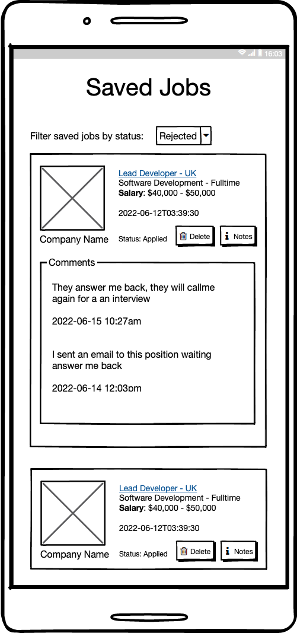 16:03
Saved Jobs
Filter saved jobs by status: Rejected
Lead Developer - UK
Software Development - Fulltime
Salary: $40,000 - $50,000
2022-06-12T03:39:30
Company Name
Status: Applied
Delete
Notes
Comments
They answer me back, they will callme
again for a an interview
2022-06-15 10:27am
I sent an email to this position waiting
answer me back
2022-06-14 12:03pm
Lead Developer - UK
Software Development - Fulltime
Salary: $40,000 - $50,000
2022-06-12T03:39:30
Company Name
Status: Applied
Delete
Notes